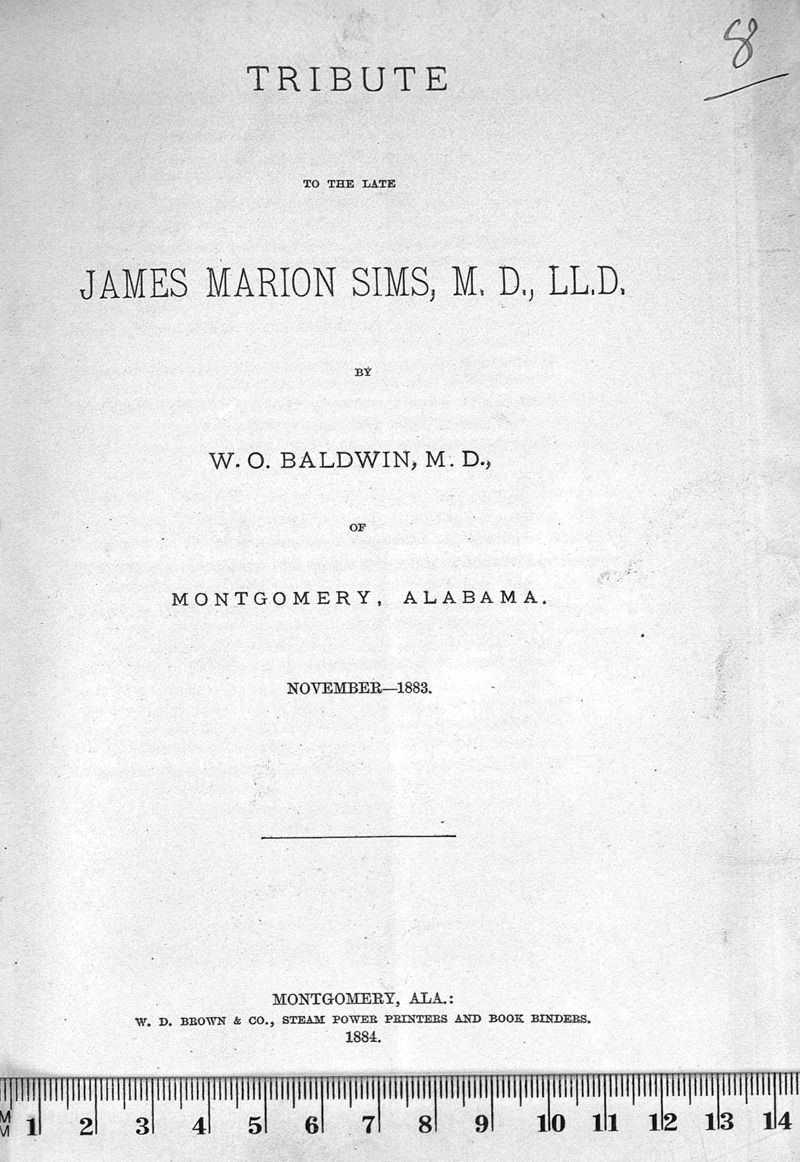 8
TRIBUTE
TO THE LATE
JAMES MARION SIMS, M. D., LL.D.
BY
W. O. BALDWIN, M. D.,
OF
MONTGOMERY, ALABAMA.
NOVEMBER—1883.
MONTGOMERY, ALA.:
W. D. BROWN & CO., STEAM POWER PRINTERS AND BOOK BINDERS.
1884.
M
M 1 2 3 4 5 6 7 8 9 10 11 12 13 14